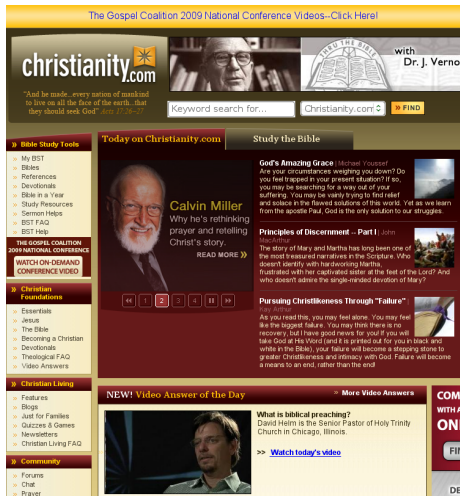 The Gospel Coalition 2009 National Conference Videos--Click Here!
christianity.com
"And be made...every nation of mankind
to live on all the face of the earth...that
they should seek God" Acts 17:26-27
THRU THE BIBLE
with
Dr. J. Verno
Keyword search for...
Christianity.com
» FIND
» Bible Study Tools
» My BST
» Bibles
» References
» Devotionals
» Bible in a Year
» Study Resources
» Sermon Helps
» BST FAQ
» BST Help
THE GOSPEL COALITION
2009 NATIONAL CONFERENCE
WATCH ON-DEMAND
CONFERENCE VIDEO
» Christian
Foundations
» Essentials
» Jesus
» The Bible
» Becoming a Christian
» Devotionals
» Theological FAQ
» Video Answers
» Christian Living
» Features
» Blogs
» Just for Families
» Quizzes & Games
» Newsletters
» Christian Living FAQ
» Community
» Forums
» Chat
» Prayer
Today on Christianity.com
Study the Bible
Calvin Miller
Why he's rethinking
prayer and retelling
Christ's story.
READ MORE »
1 2 3 4
God's Amazing Grace | Michael Youssef
Are your circumstances weighing you down? Do
you feel trapped in your present situation? If so,
you may be searching for a way out of your
suffering. You may be vainly trying to find relief
and solace in the flawed solutions of this world. Yet as we learn
from the apostle Paul, God is the only solution to our struggles.
Principles of Discernment -- Part I | John
MacArthur
The story of Mary and Martha has long been one of
the most treasured narratives in the Scripture. Who
doesn't identify with hardworking Martha,
frustrated with her captivated sister at the feet of the Lord? And
who doesn't admire the single-minded devotion of Mary?
Pursuing Christlikeness Through "Failure" |
Kay Arthur
As you read this, you may feel alone. You may feel
like the biggest failure. You may think there is no
recovery, but I have good news for you! If you will
take God at His Word (and it is printed out for you in black and
white in the Bible), your failure will become a stepping stone to
greater Christlikeness and intimacy with God. Failure will become
a means to an end, rather than the end!
NEW! Video Answer of the Day
» More Video Answers
What is biblical preaching?
David Helm is the Senior Pastor of Holy Trinity
Church in Chicago, Illinois.
>> Watch today's video
COM
WITH A
ONI
FIN
DE